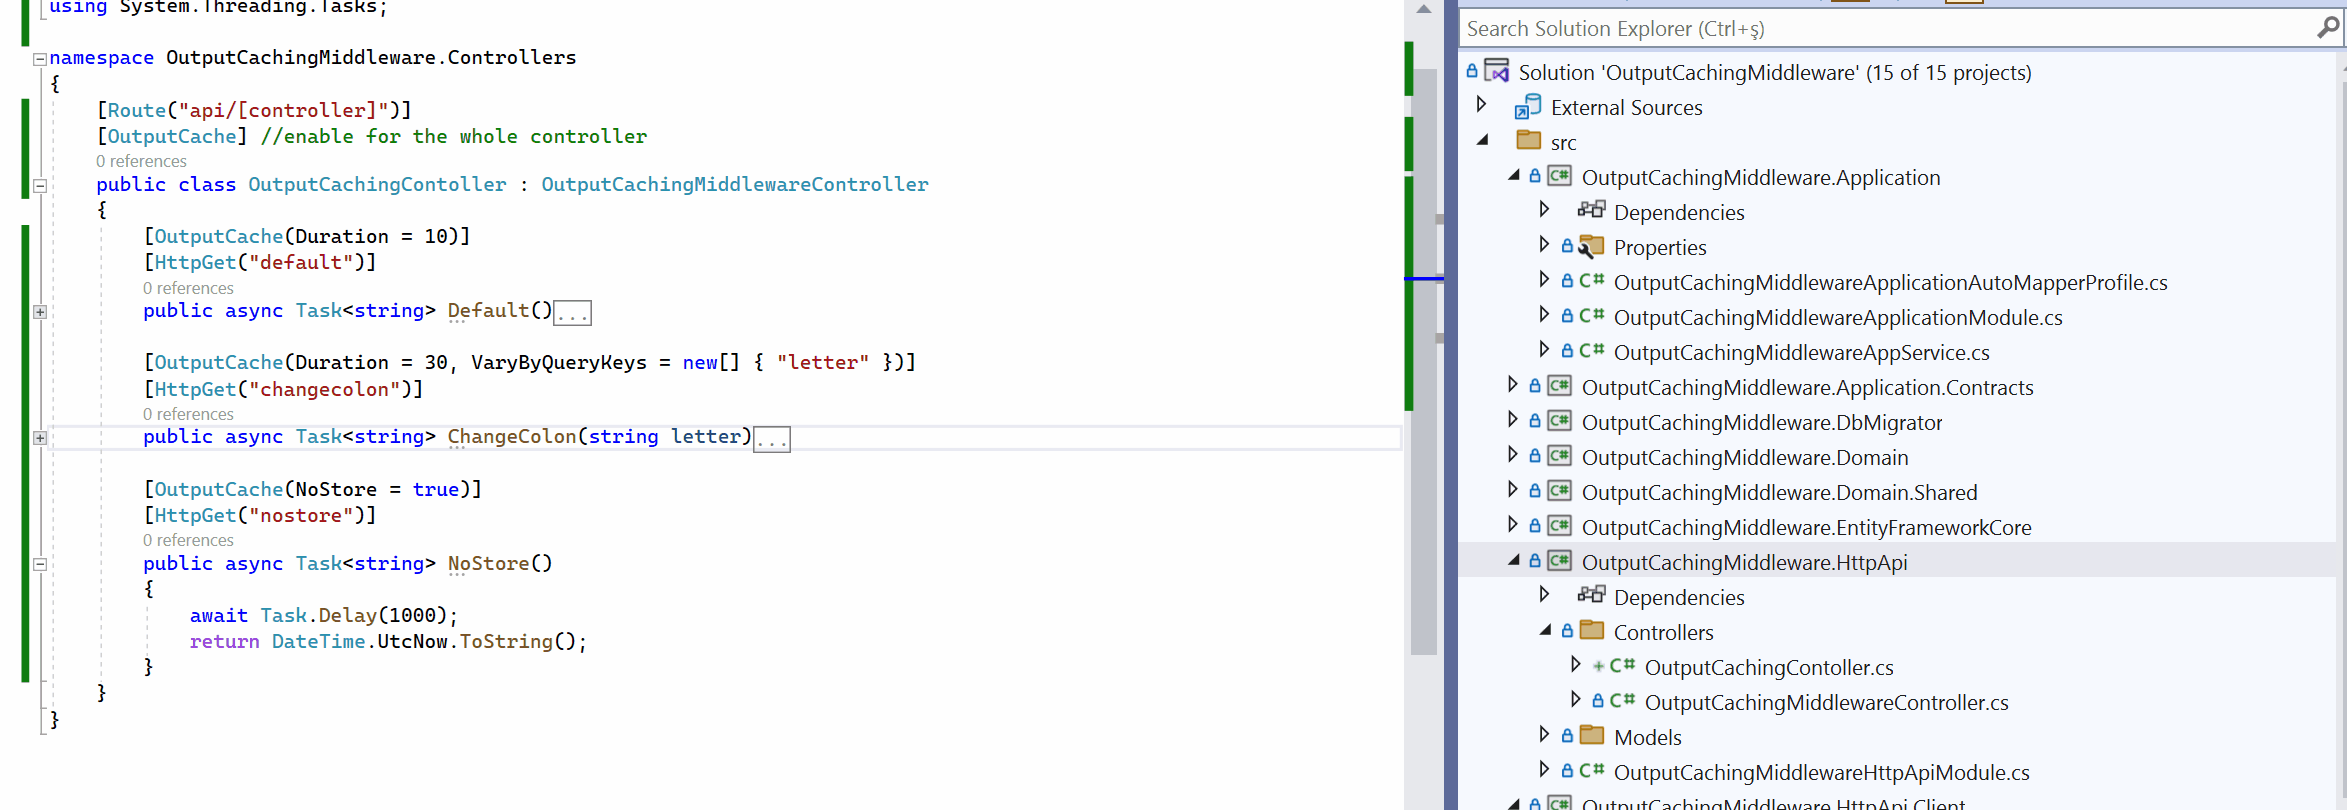 using System.Threading.Tasks;
namespace OutputCachingMiddleware.Controllers
{
[Route("api/[controller]")]
[OutputCache] //enable for the whole controller
0 references
public class OutputCachingContoller : OutputCachingMiddlewareController
{
[OutputCache(Duration = 10)]
[HttpGet("default")]
0 references
public async Task<string> Default()...
[OutputCache(Duration = 30, VaryByQueryKeys = new[] { "letter" })]
[HttpGet("changecolon")]
0 references
public async Task<string> ChangeColon(string letter)...
[OutputCache(NoStore = true)]
[HttpGet("nostore")]
0 references
public async Task<string> NoStore()
{
await Task.Delay(1000);
return DateTime.UtcNow.ToString();
}
}
}
Search Solution Explorer (Ctrl+ş)
Solution 'OutputCachingMiddleware' (15 of 15 projects)
External Sources
src
C# OutputCachingMiddleware.Application
Dependencies
Properties
C# OutputCachingMiddlewareApplicationAutoMapperProfile.cs
C# OutputCachingMiddlewareApplicationModule.cs
C# OutputCachingMiddlewareAppService.cs
C# OutputCachingMiddleware.Application.Contracts
C# OutputCachingMiddleware.DbMigrator
C# OutputCachingMiddleware.Domain
C# OutputCachingMiddleware.Domain.Shared
C# OutputCachingMiddleware.EntityFrameworkCore
C# OutputCachingMiddleware.HttpApi
Dependencies
Controllers
C# OutputCachingContoller.cs
C# OutputCachingMiddlewareController.cs
Models
C# OutputCachingMiddlewareHttpApiModule.cs
C# OutputCachingMiddleware.HttpApi.Client